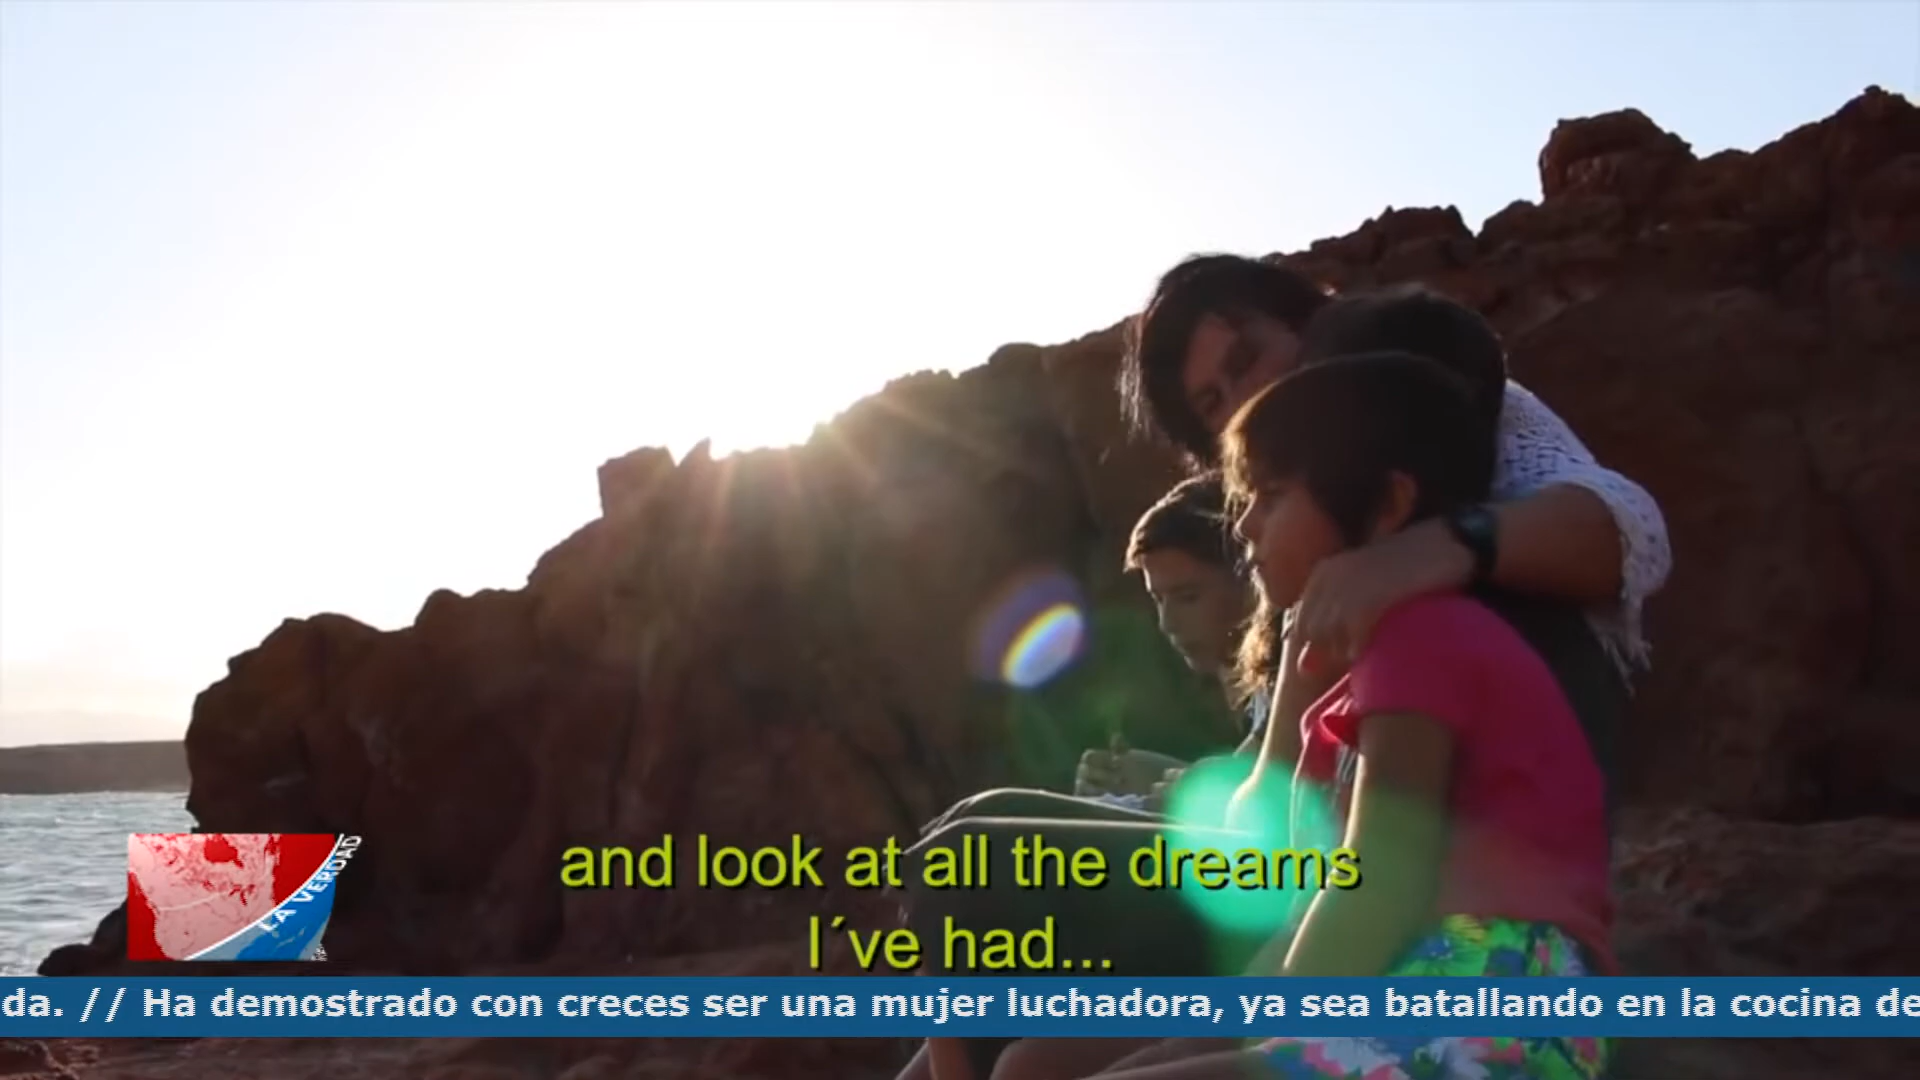 LA VERDAD
and look at all the dreams
I´ve had...
da. // Ha demostrado con creces ser una mujer luchadora, ya sea batallando en la cocina de